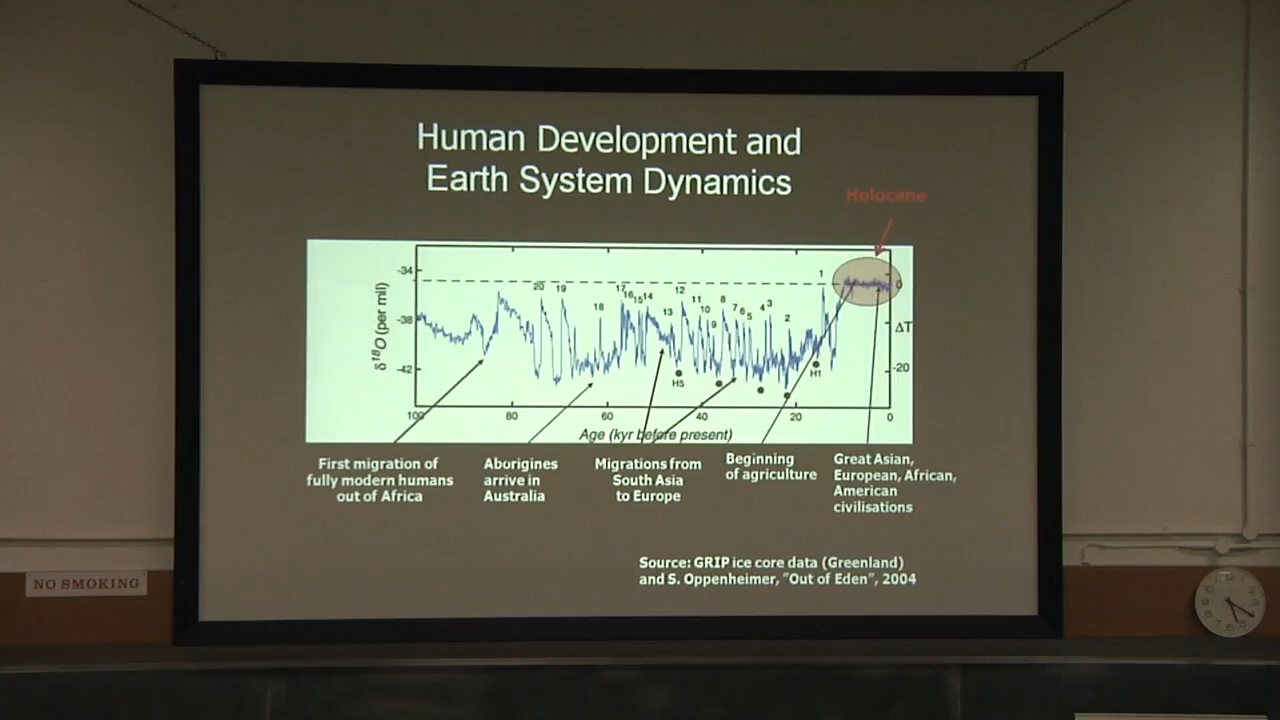 Human Development and
Earth System Dynamics
Holocene
-34
-38
-42
δ18O (per mil)
20
19
18
17
16
15
14
13
12
11
10
9
8
7
6
5
4
3
2
1
H5
H1
0
ΔT
-20
100
80
60
40
20
0
Age (kyr before present)
First migration of
fully modern humans
out of Africa
Aborigines
arrive in
Australia
Migrations from
South Asia
to Europe
Beginning
of agriculture
Great Asian,
European, African,
American
civilisations
Source: GRIP ice core data (Greenland)
and S. Oppenheimer, "Out of Eden", 2004
NO SMOKING